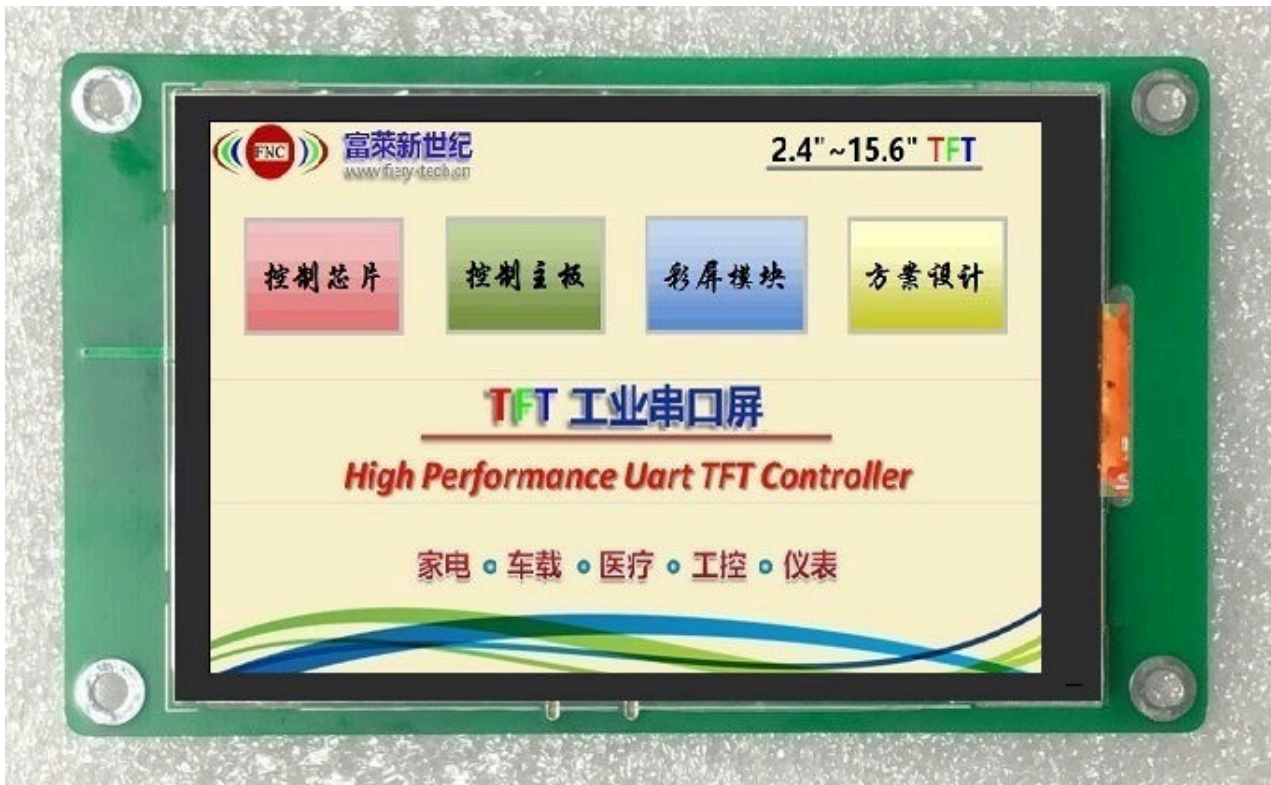 FNC
富萊新世纪
www.fiery-tech.cn
2.4"~15.6" TFT
控制芯片
控制主板
彩屏模块
方案设计
TFT 工业串口屏
High Performance Uart TFT Controller
家电 • 车载 • 医疗 • 工控 • 仪表